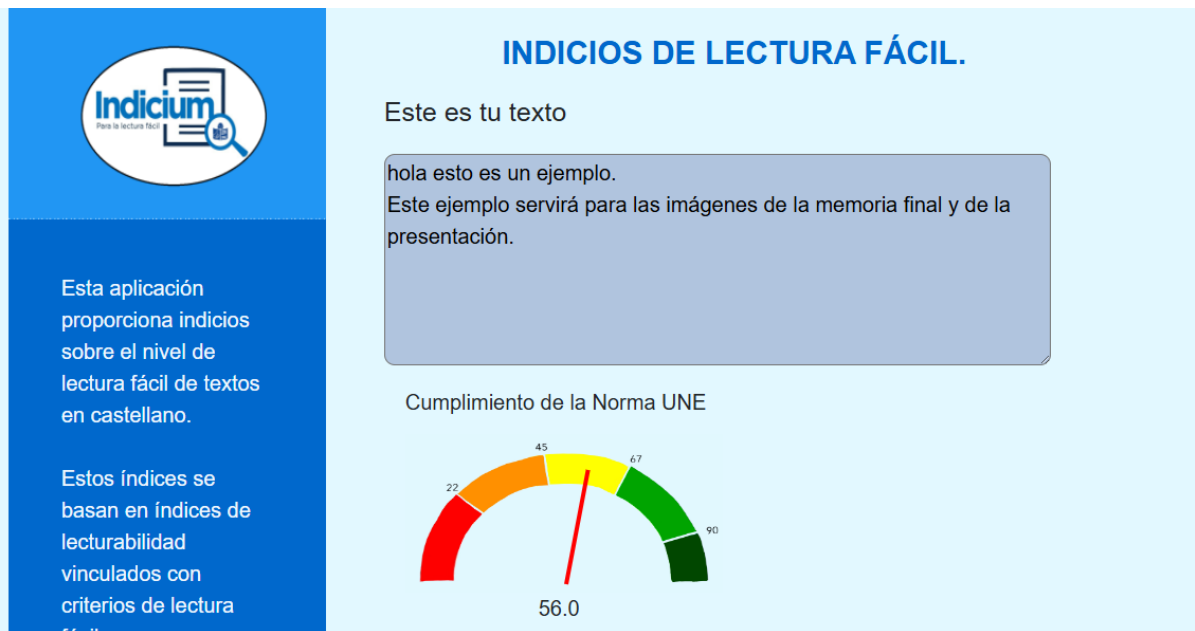 Indicium
Para la lectura fácil
Esta aplicación
proporciona indicios
sobre el nivel de
lectura fácil de textos
en castellano.
Estos índices se
basan en índices de
lecturabilidad
vinculados con
criterios de lectura
INDICIOS DE LECTURA FÁCIL.
Este es tu texto
hola esto es un ejemplo.
Este ejemplo servirá para las imágenes de la memoria final y de la
presentación.
Cumplimiento de la Norma UNE
22
45
67
90
56.0